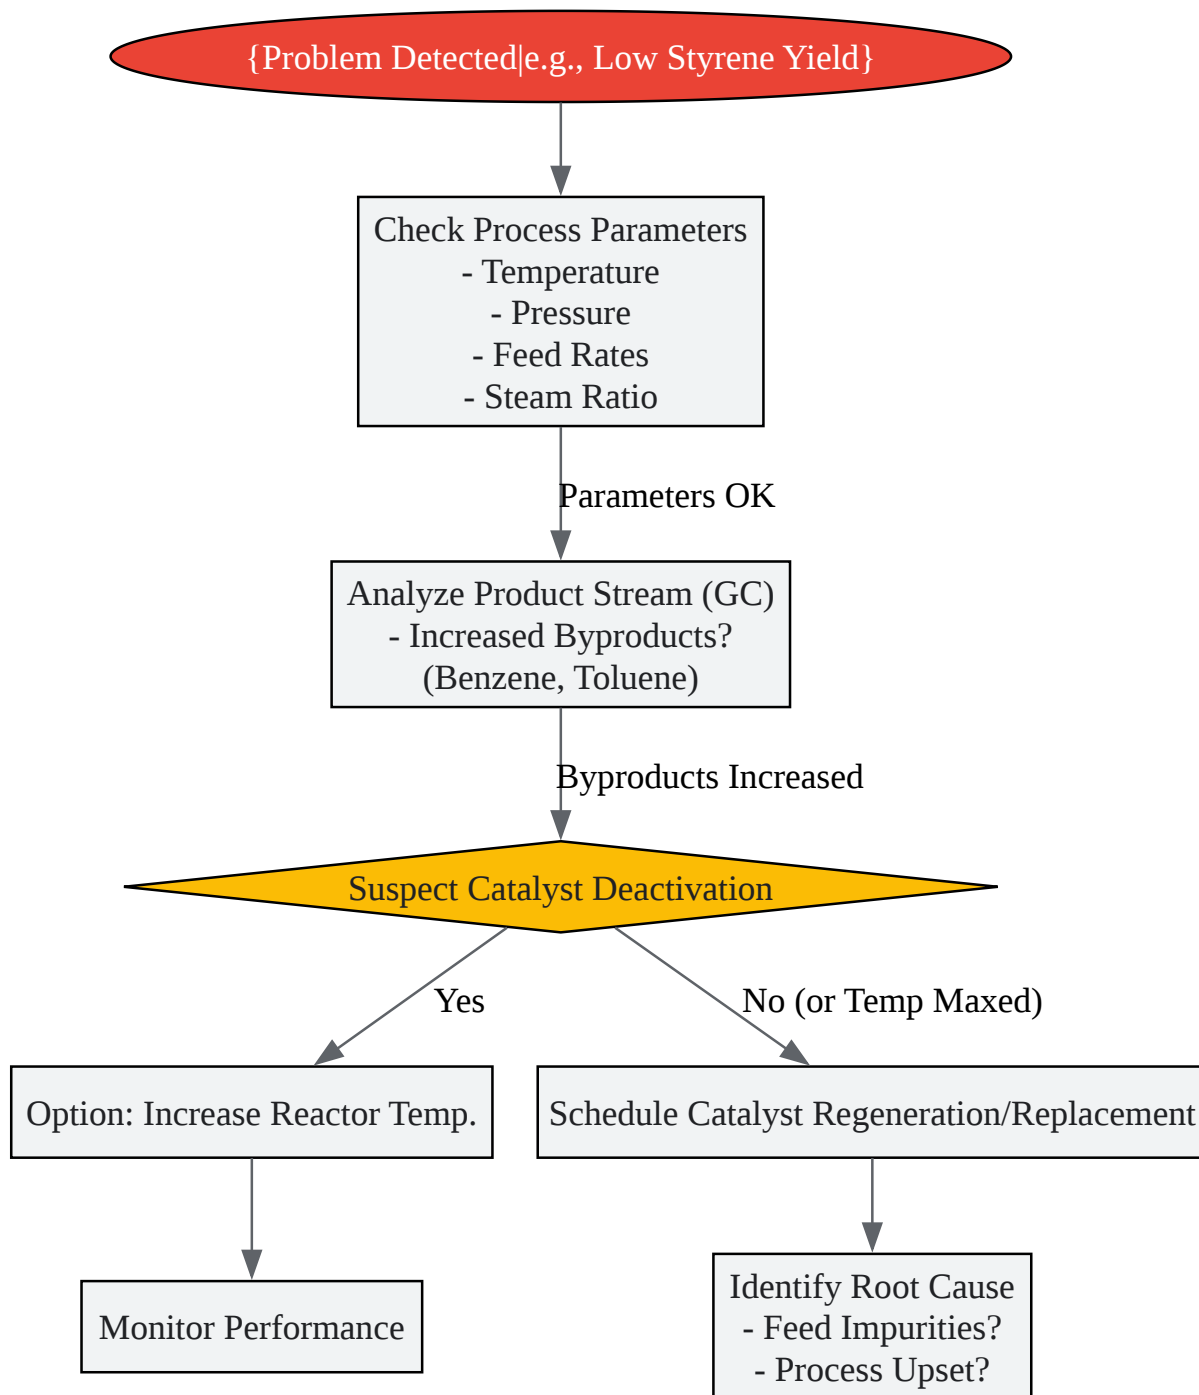 {Problem Detected|e.g., Low Styrene Yield}
Check Process Parameters
- Temperature
- Pressure
- Feed Rates
- Steam Ratio
Parameters OK
Analyze Product Stream (GC)
- Increased Byproducts?
(Benzene, Toluene)
Byproducts Increased
Suspect Catalyst Deactivation
Yes
No (or Temp Maxed)
Option: Increase Reactor Temp.
Schedule Catalyst Regeneration/Replacement
Monitor Performance
Identify Root Cause
- Feed Impurities?
- Process Upset?